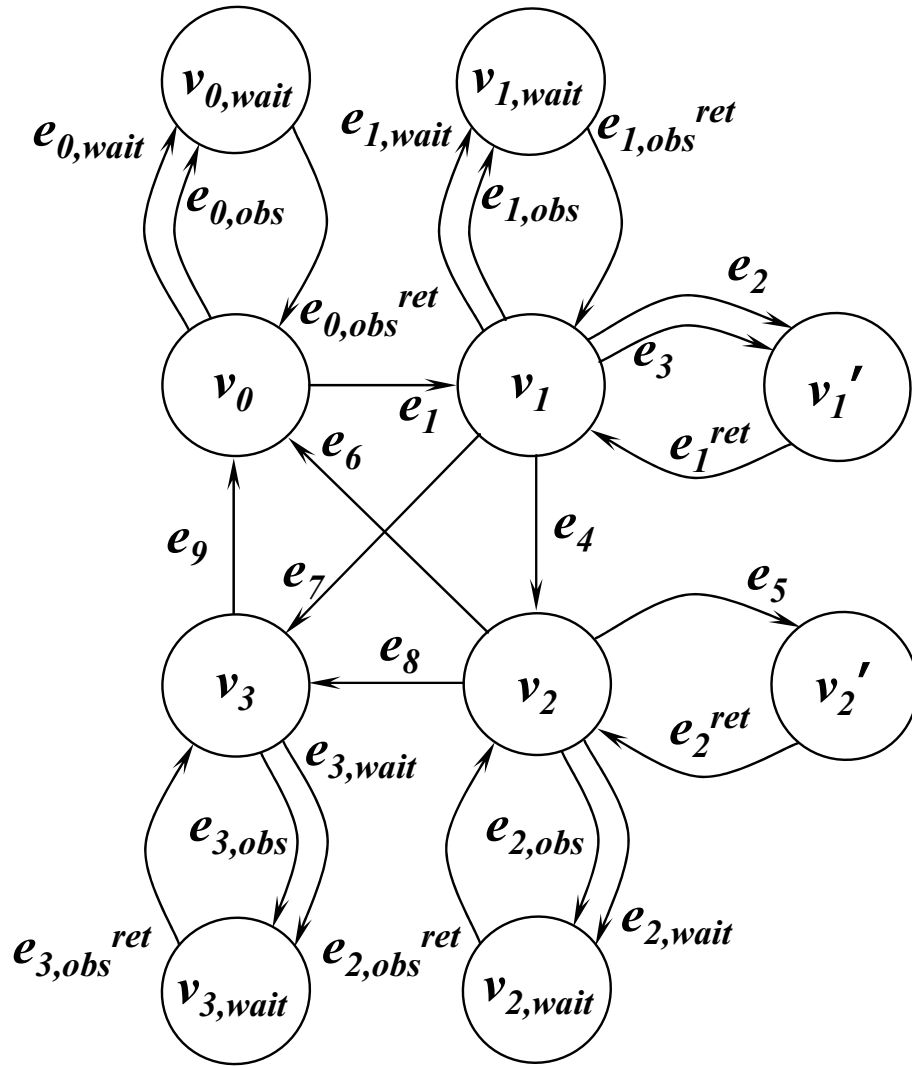 v0,wait
v1,wait
e0,wait
e1,wait
e1,obs^ret
e0,obs
e1,obs
e2
e0,obs^ret
e3
v0
e1
v1
v1′
e6
e1^ret
e9
e7
e4
e5
e8
v3
v2
v2′
e2^ret
e3,wait
e3,obs
e2,obs
e3,obs^ret
e2,obs^ret
e2,wait
v3,wait
v2,wait